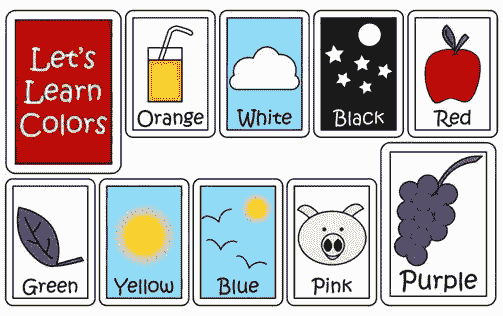 Let's
Learn
Colors
Orange
White
Black
Red
Green
Yellow
Blue
Pink
Purple